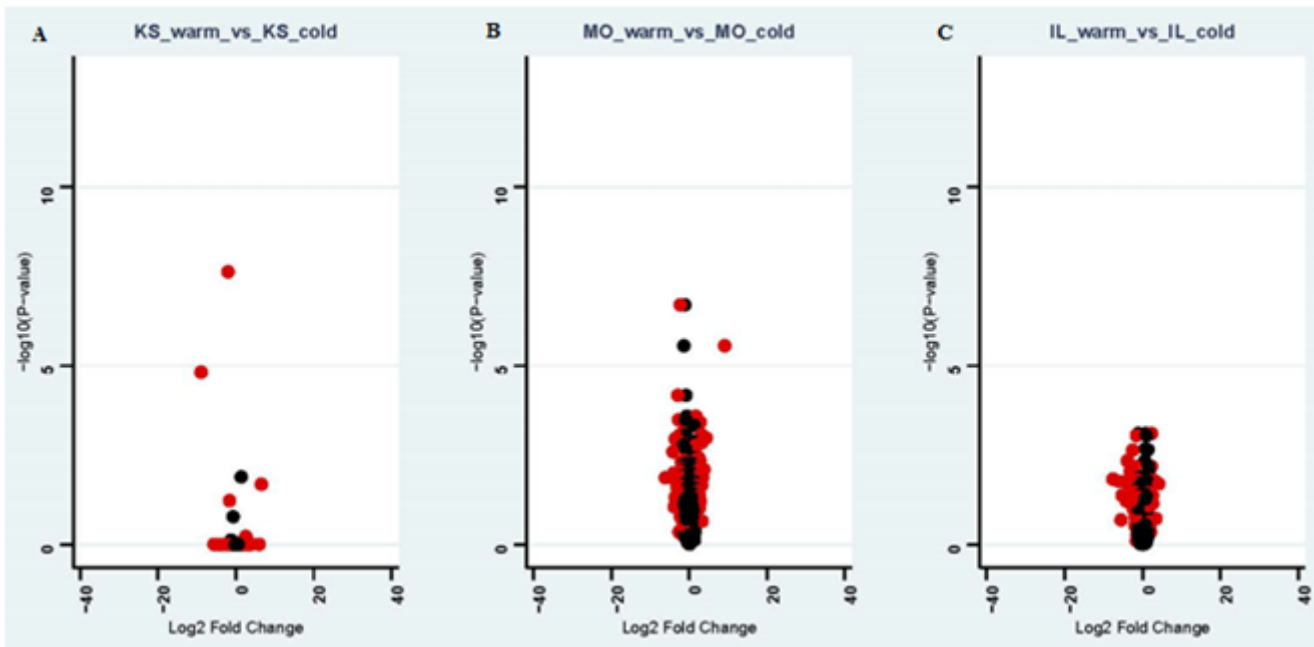 A KS_warm_vs_KS_cold
-log10(P-value)
10
5
0
-40
-20
0
20
40
Log2 Fold Change
B MO_warm_vs_MO_cold
-log10(P-value)
10
5
0
-40
-20
0
20
40
Log2 Fold Change
C IL_warm_vs_IL_cold
-log10(P-value)
10
5
0
-40
-20
0
20
40
Log2 Fold Change